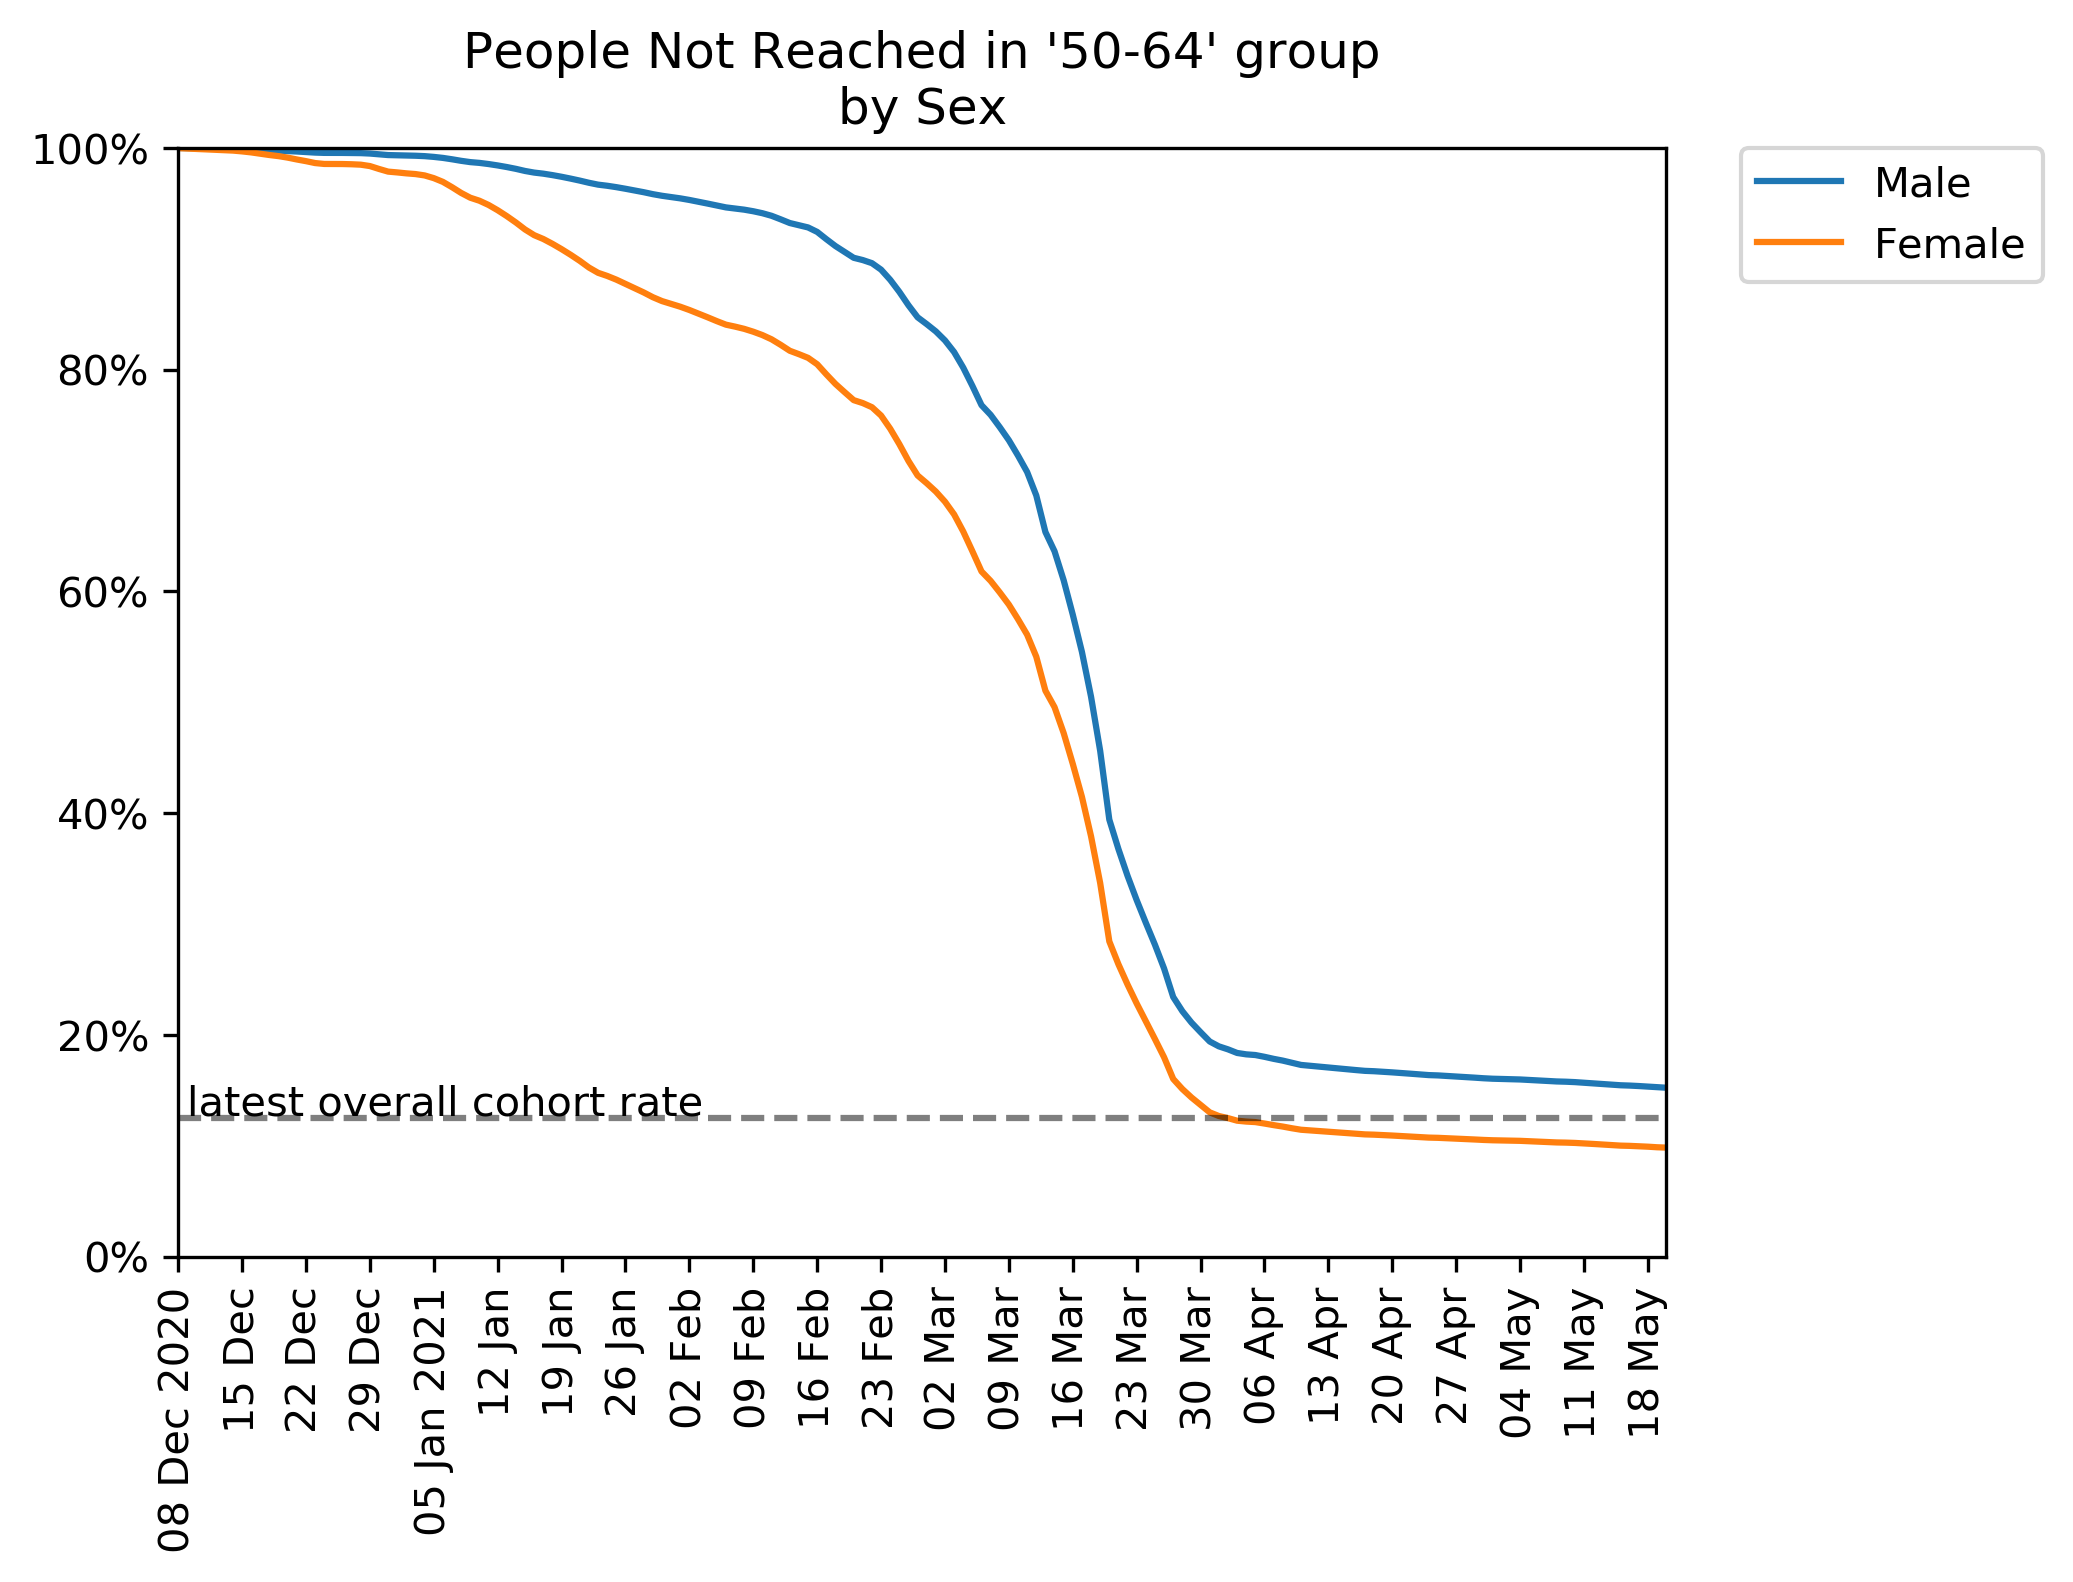 People Not Reached in '50-64' group
by Sex
100%
80%
60%
40%
20%
0%
latest overall cohort rate
Male
Female
08 Dec 2020
15 Dec
22 Dec
29 Dec
05 Jan 2021
12 Jan
19 Jan
26 Jan
02 Feb
09 Feb
16 Feb
23 Feb
02 Mar
09 Mar
16 Mar
23 Mar
30 Mar
06 Apr
13 Apr
20 Apr
27 Apr
04 May
11 May
18 May